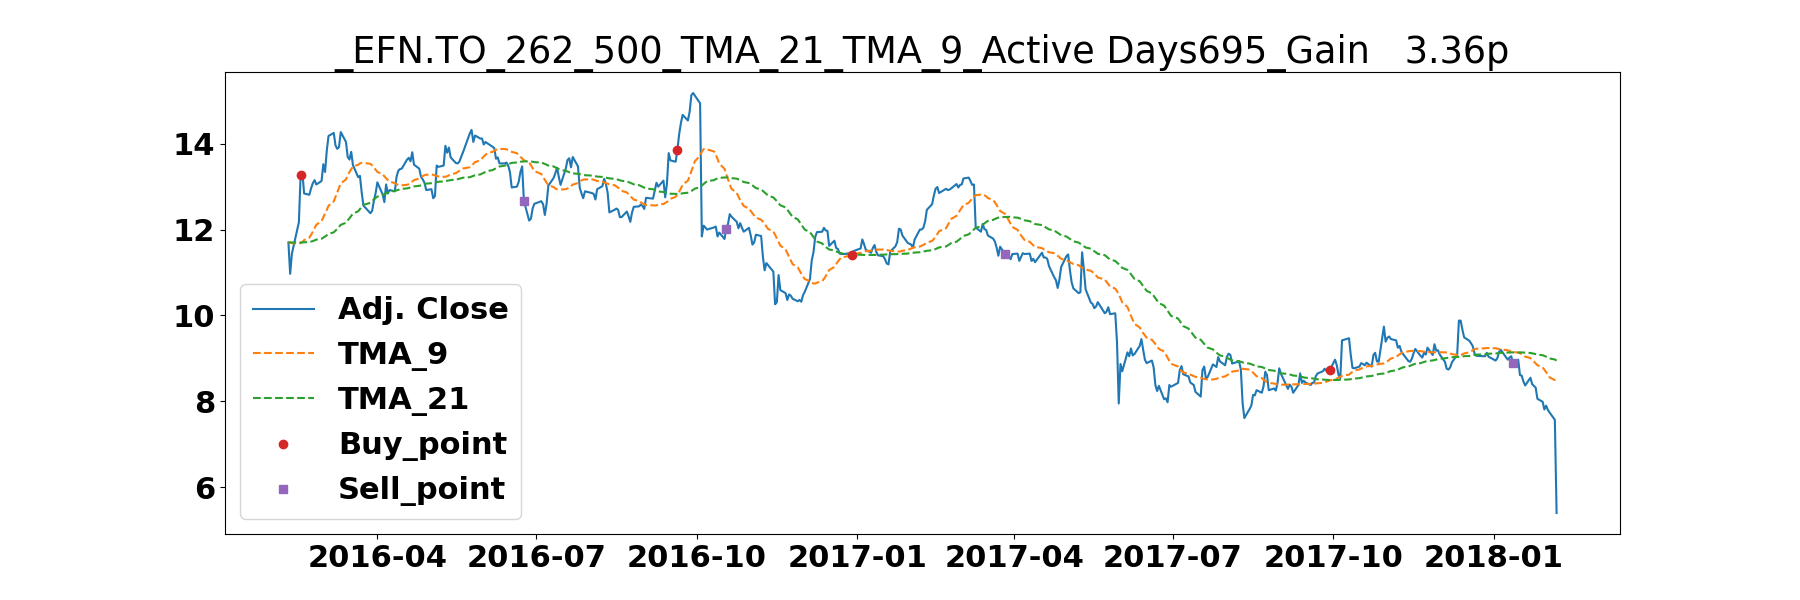 _EFN.TO_262_500_TMA_21_TMA_9_Active Days695_Gain   3.36p
14
12
10
8
6
Adj. Close
TMA_9
TMA_21
Buy_point
Sell_point
2016-04 2016-07 2016-10 2017-01 2017-04 2017-07 2017-10 2018-01